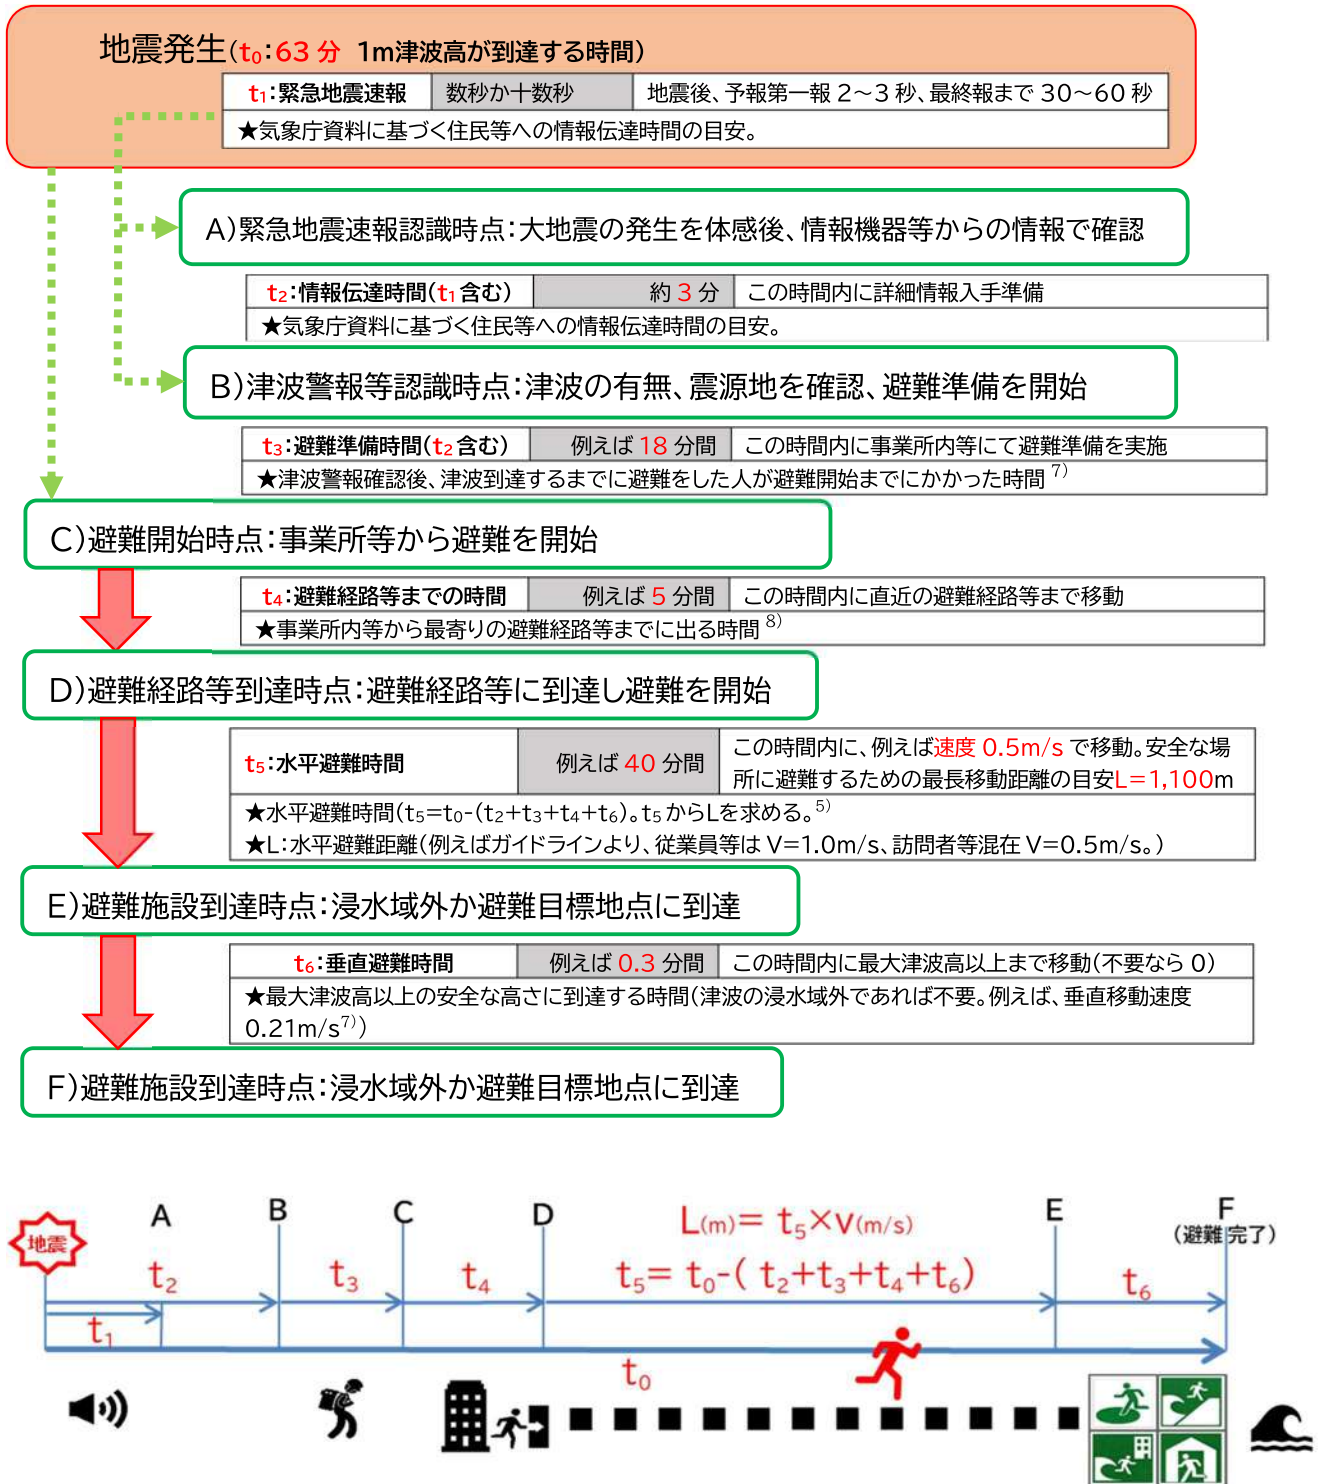 地震発生(t₀:63 分 1m津波高が到達する時間)
t₁:緊急地震速報 数秒か十数秒 地震後、予報第一報 2～3 秒、最終報まで 30～60 秒
★気象庁資料に基づく住民等への情報伝達時間の目安。
A)緊急地震速報認識時点:大地震の発生を体感後、情報機器等からの情報で確認
t₂:情報伝達時間(t₁ 含む) 約 3 分 この時間内に詳細情報入手準備
★気象庁資料に基づく住民等への情報伝達時間の目安。
B)津波警報等認識時点:津波の有無、震源地を確認、避難準備を開始
t₃:避難準備時間(t₂ 含む) 例えば 18 分間 この時間内に事業所内等にて避難準備を実施
★津波警報確認後、津波到達するまでに避難をした人が避難開始までにかかった時間 7)
C)避難開始時点:事業所等から避難を開始
t₄:避難経路等までの時間 例えば 5 分間 この時間内に直近の避難経路等まで移動
★事業所内等から最寄りの避難経路等までに出る時間 8)
D)避難経路等到達時点:避難経路等に到達し避難を開始
t₅:水平避難時間 例えば 40 分間 この時間内に、例えば速度 0.5m/s で移動。安全な場
所に避難するための最長移動距離の目安L=1,100m
★水平避難時間(t₅=t₀-(t₂+t₃+t₄+t₆)。t₅ からLを求める。5)
★L:水平避難距離(例えばガイドラインより、従業員等は V=1.0m/s、訪問者等混在 V=0.5m/s。)
E)避難施設到達時点:浸水域外か避難目標地点に到達
t₆:垂直避難時間 例えば 0.3 分間 この時間内に最大津波高以上まで移動(不要なら 0)
★最大津波高以上の安全な高さに到達する時間(津波の浸水域外であれば不要。例えば、垂直移動速度
0.21m/s7))
F)避難施設到達時点:浸水域外か避難目標地点に到達
A B C D L(m)= t₅×v(m/s) E F
地震 (避難完了)
t₂ t₃ t₄ t₅= t₀-( t₂+t₃+t₄+t₆) t₆
t₁
t₀